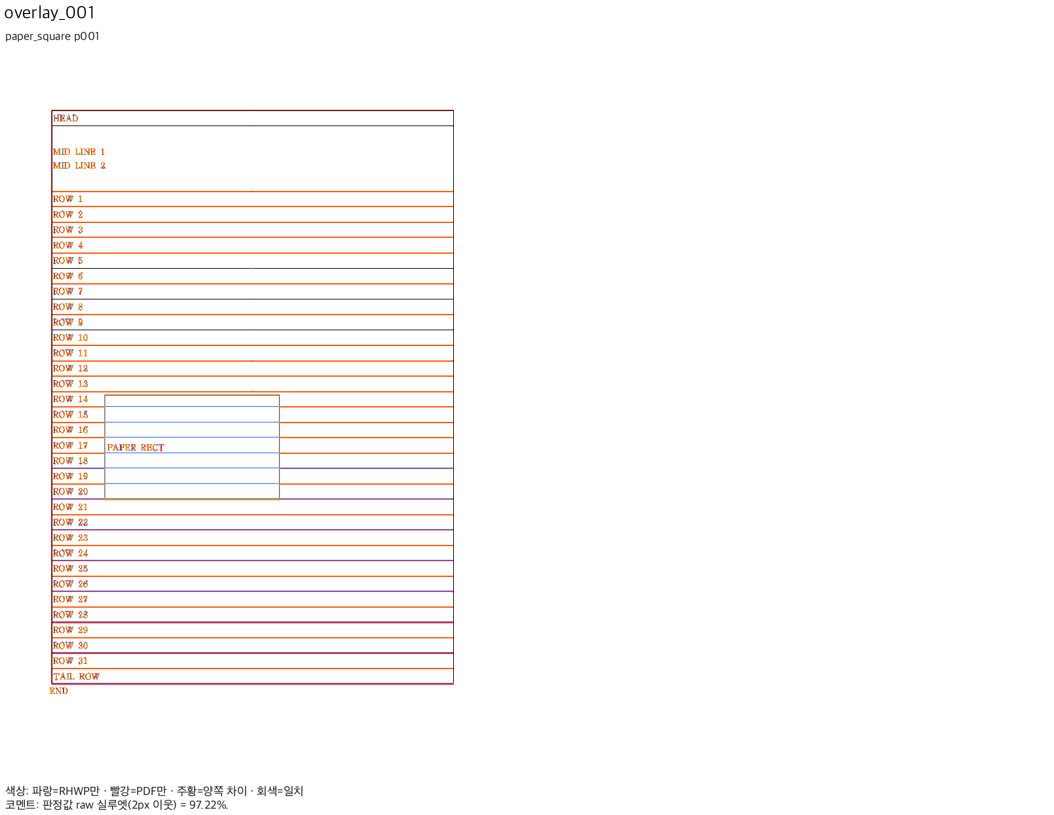 overlay_001
paper_square p001
HEAD
MID LINE 1
MID LINE 2
ROW 1
ROW 2
ROW 3
ROW 4
ROW 5
ROW 6
ROW 7
ROW 8
ROW 9
ROW 10
ROW 11
ROW 12
ROW 13
ROW 14
ROW 15
ROW 16
ROW 17
PAPER RECT
ROW 18
ROW 19
ROW 20
ROW 21
ROW 22
ROW 23
ROW 24
ROW 25
ROW 26
ROW 27
ROW 28
ROW 29
ROW 30
ROW 31
TAIL ROW
END
색상: 파랑=RHWP만 · 빨강=PDF만 · 주황=양쪽 차이 · 회색=일치
코멘트: 판정값 raw 실루엣(2px 이웃) = 97.22%.